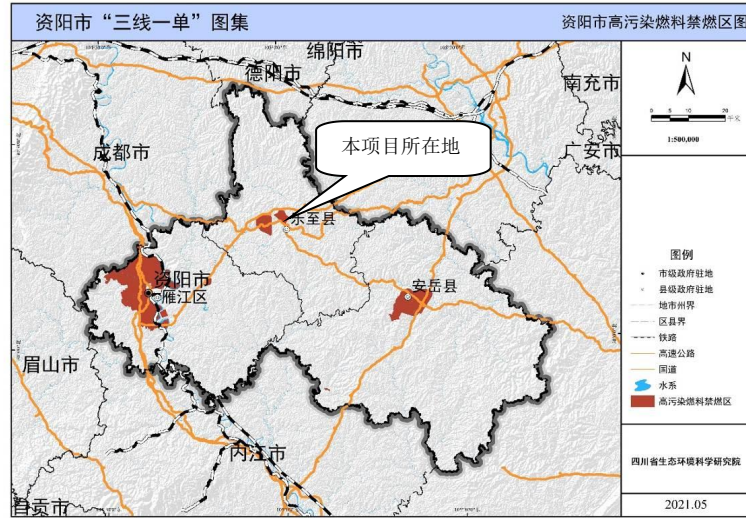 资阳市“三线一单”图集
资阳市高污染燃料禁燃区图
绵阳市
德阳市
南充市
N
0 5 10 20
千米
1:500,000
成都市
本项目所在地
广安市
乐至县
资阳市
雁江区
安岳县
眉山市
内江市
自贡市
图例
市级政府驻地
县级政府驻地
地市州界
区县界
铁路
高速公路
国道
水系
高污染燃料禁燃区
四川省生态环境科学研究院
2021.05